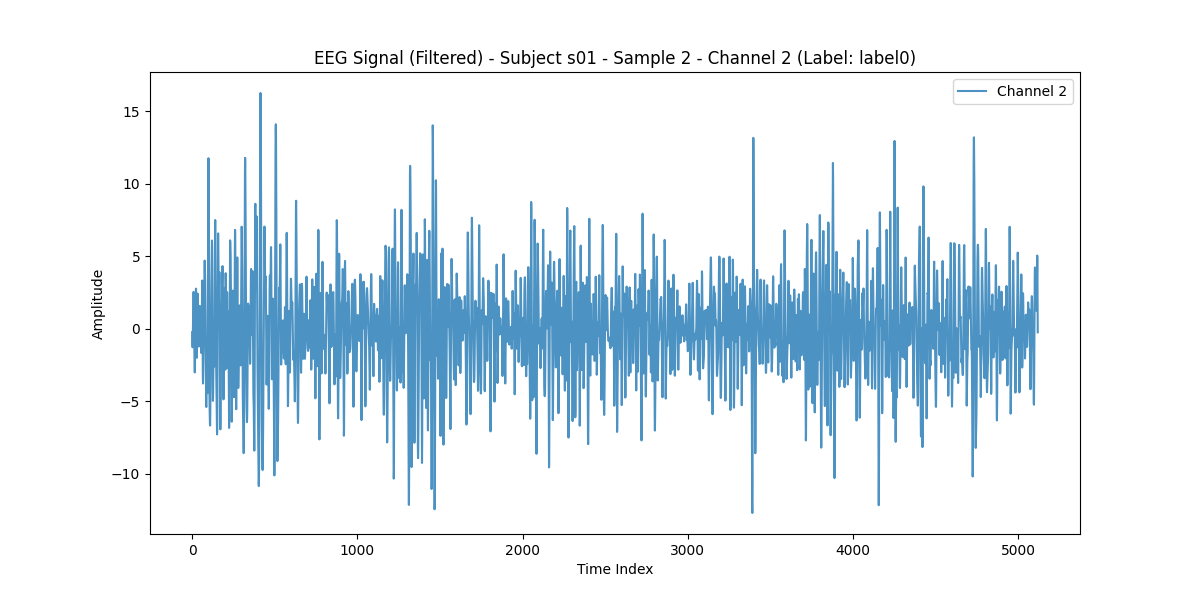 EEG Signal (Filtered) - Subject s01 - Sample 2 - Channel 2 (Label: label0)
Channel 2
15
10
5
0
−5
−10
Amplitude
0 1000 2000 3000 4000 5000
Time Index